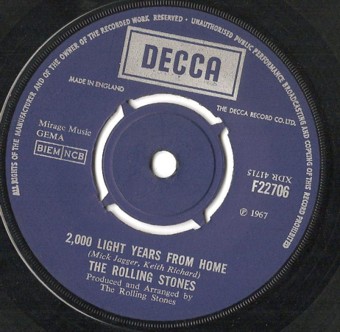 ALL RIGHTS OF THE MANUFACTURER AND OF THE OWNER OF THE RECORDED WORK RESERVED · UNAUTHORISED PUBLIC PERFORMANCE BROADCASTING AND COPYING OF THIS RECORD PROHIBITED
DECCA
MADE IN ENGLAND
THE DECCA RECORD CO. LTD.
Mirage Music
GEMA
BIEM NCB
XDR 41715
F22706
℗ 1967
2,000 LIGHT YEARS FROM HOME
(Mick Jagger, Keith Richard)
THE ROLLING STONES
Produced and Arranged by
The Rolling Stones